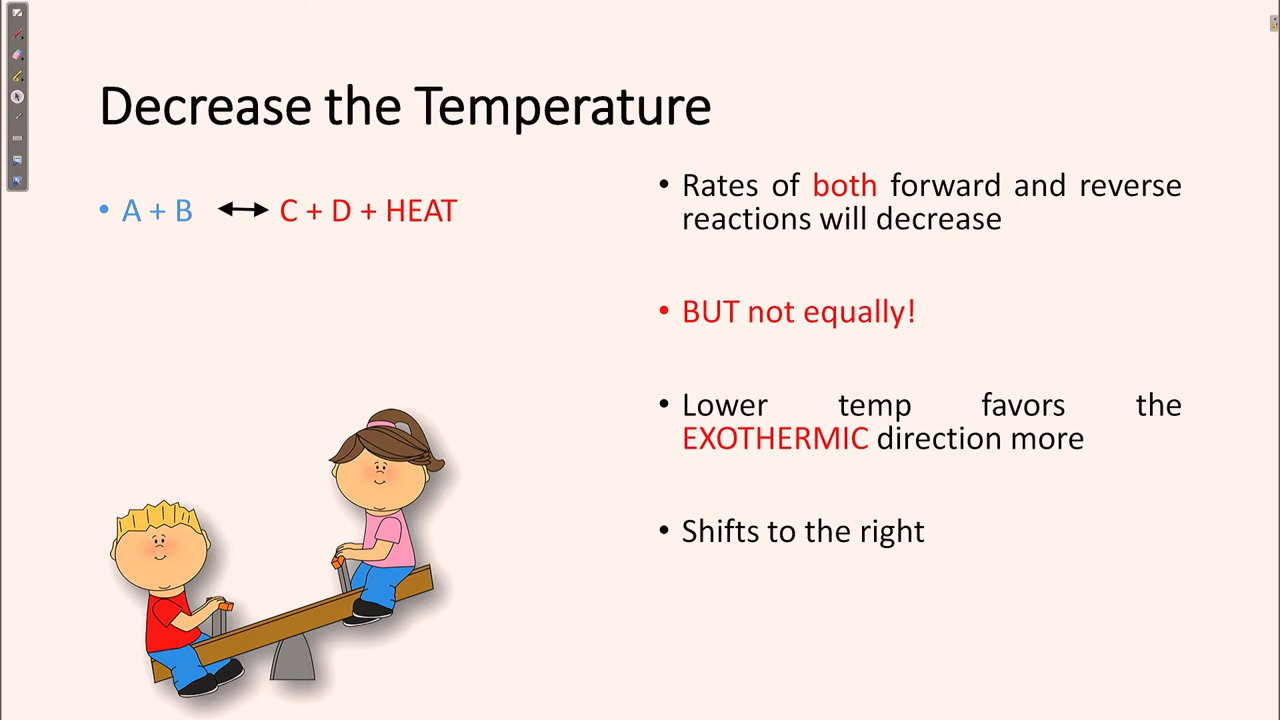 Decrease the Temperature
• A + B ↔ C + D + HEAT
• Rates of both forward and reverse
reactions will decrease
• BUT not equally!
• Lower temp favors the
EXOTHERMIC direction more
• Shifts to the right